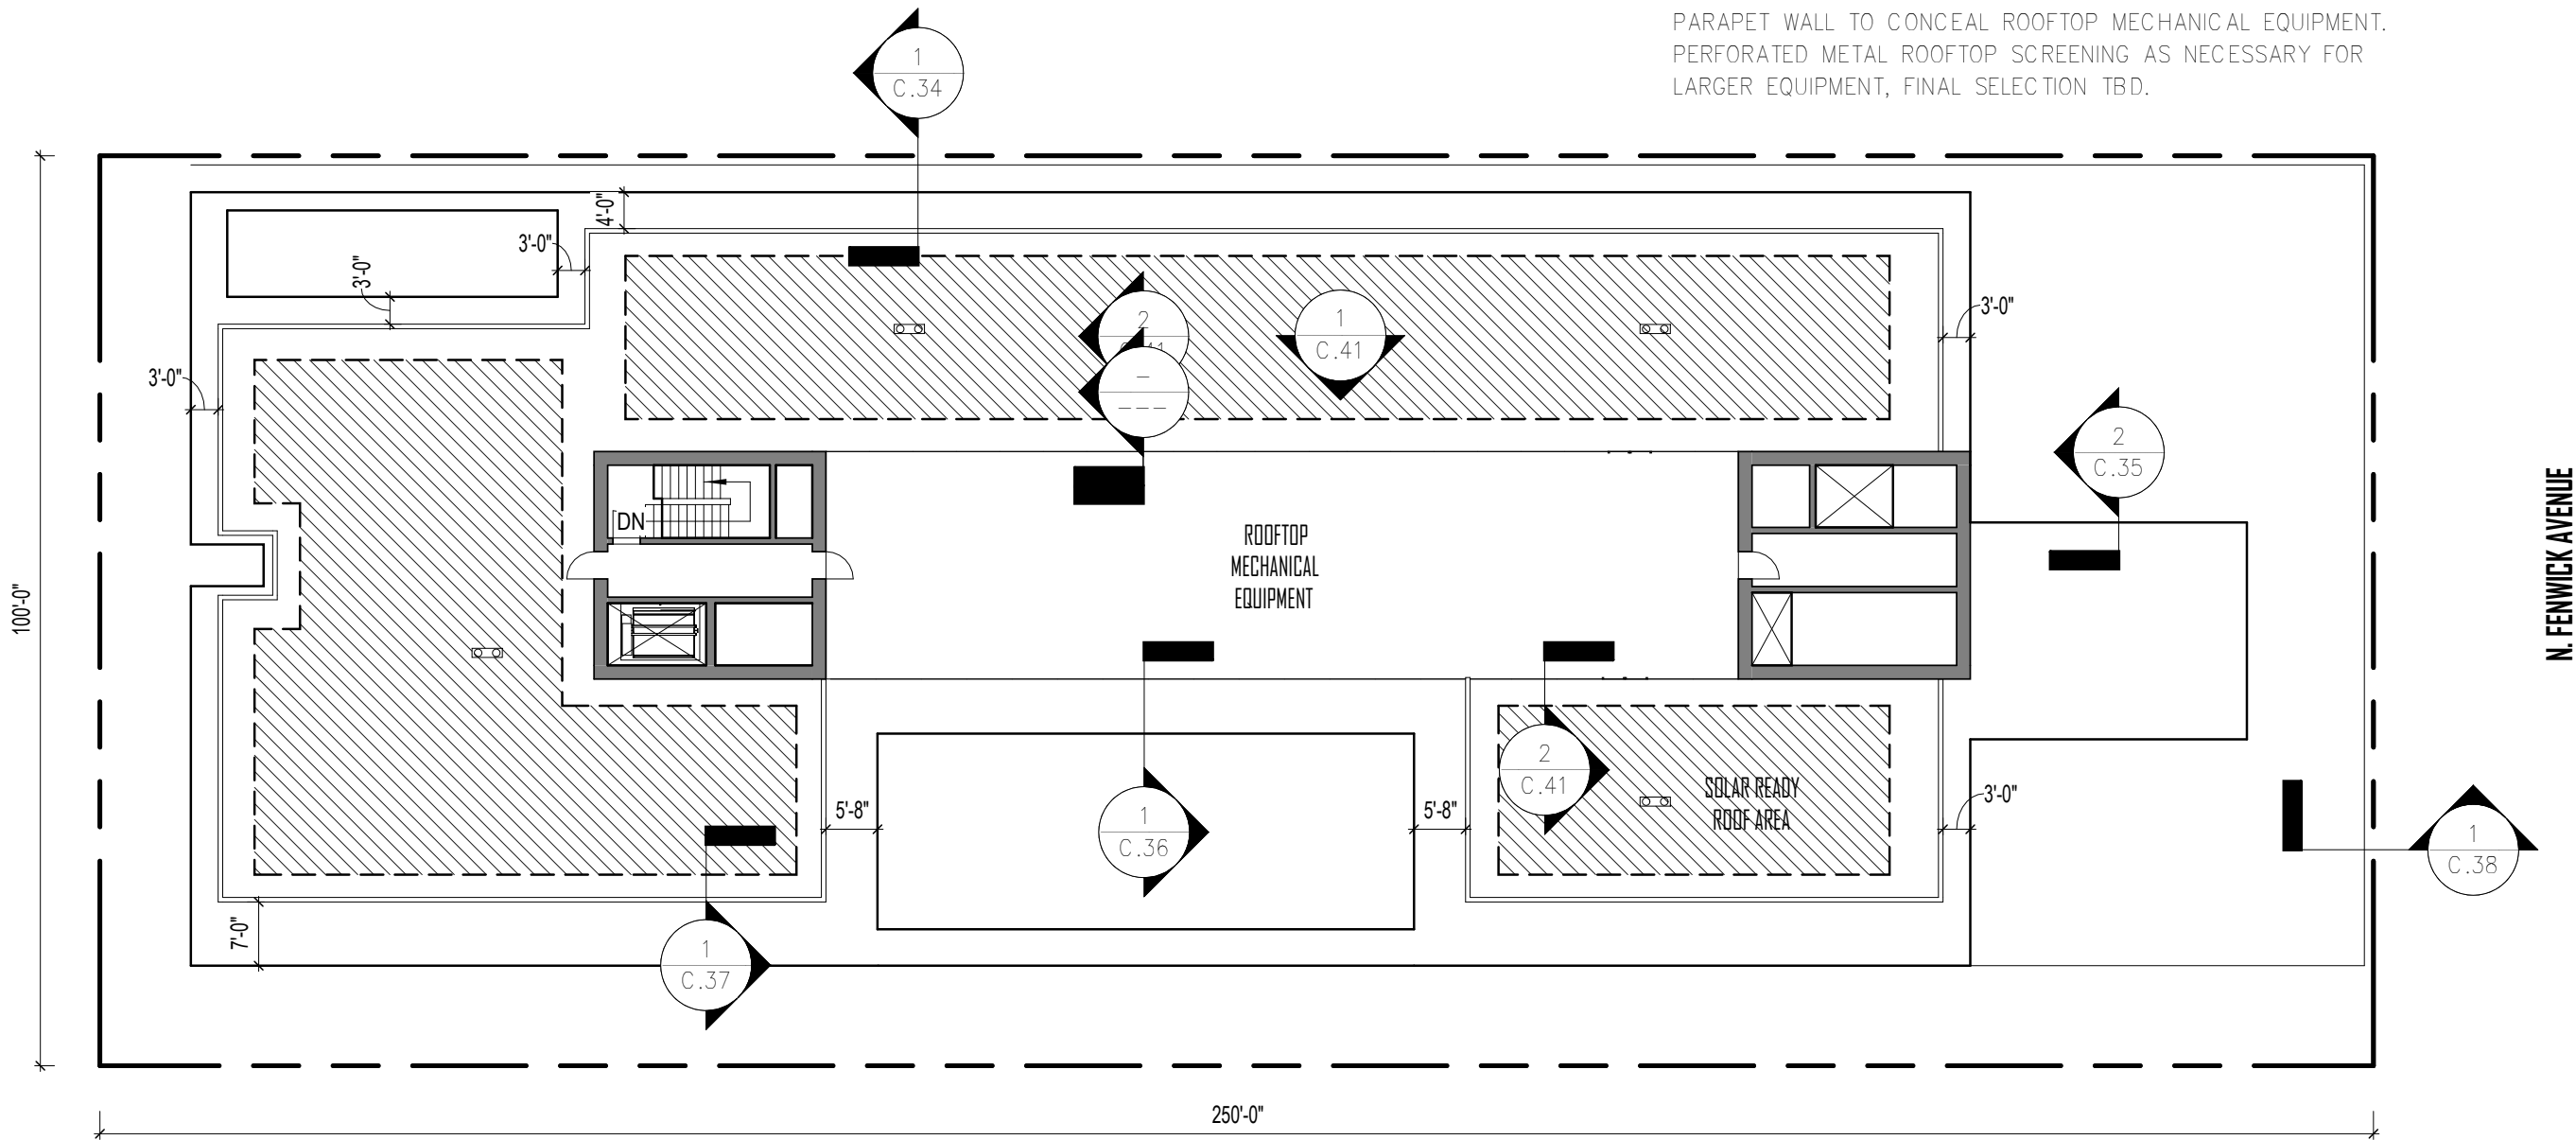 PARAPET WALL TO CONCEAL ROOFTOP MECHANICAL EQUIPMENT.
PERFORATED METAL ROOFTOP SCREENING AS NECESSARY FOR
LARGER EQUIPMENT, FINAL SELECTION TBD.
1
C.34
4'-0"
3'-0"
3'-0"
3'-0"
3'-0"
2
1
C.41
–
---
2
C.35
DN
ROOFTOP
MECHANICAL
EQUIPMENT
N. FENWICK AVENUE
100'-0"
2
C.41
SOLAR READY
ROOF AREA
5'-8"
5'-8"
3'-0"
1
C.36
1
C.38
7'-0"
1
C.37
250'-0"